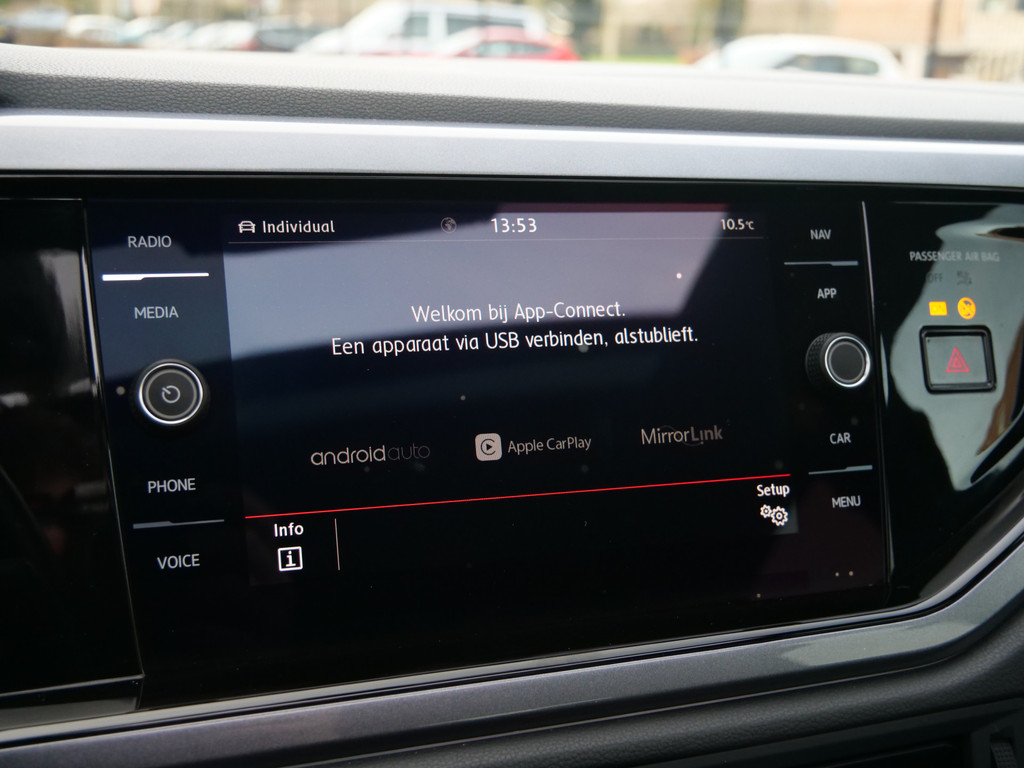 Individual 13:53 10.5°C
RADIO
MEDIA
PHONE
VOICE
Welkom bij App-Connect.
Een apparaat via USB verbinden, alstublieft.
androidauto Apple CarPlay MirrorLink
Info
Setup
NAV
APP
CAR
MENU
PASSENGER AIR BAG
OFF